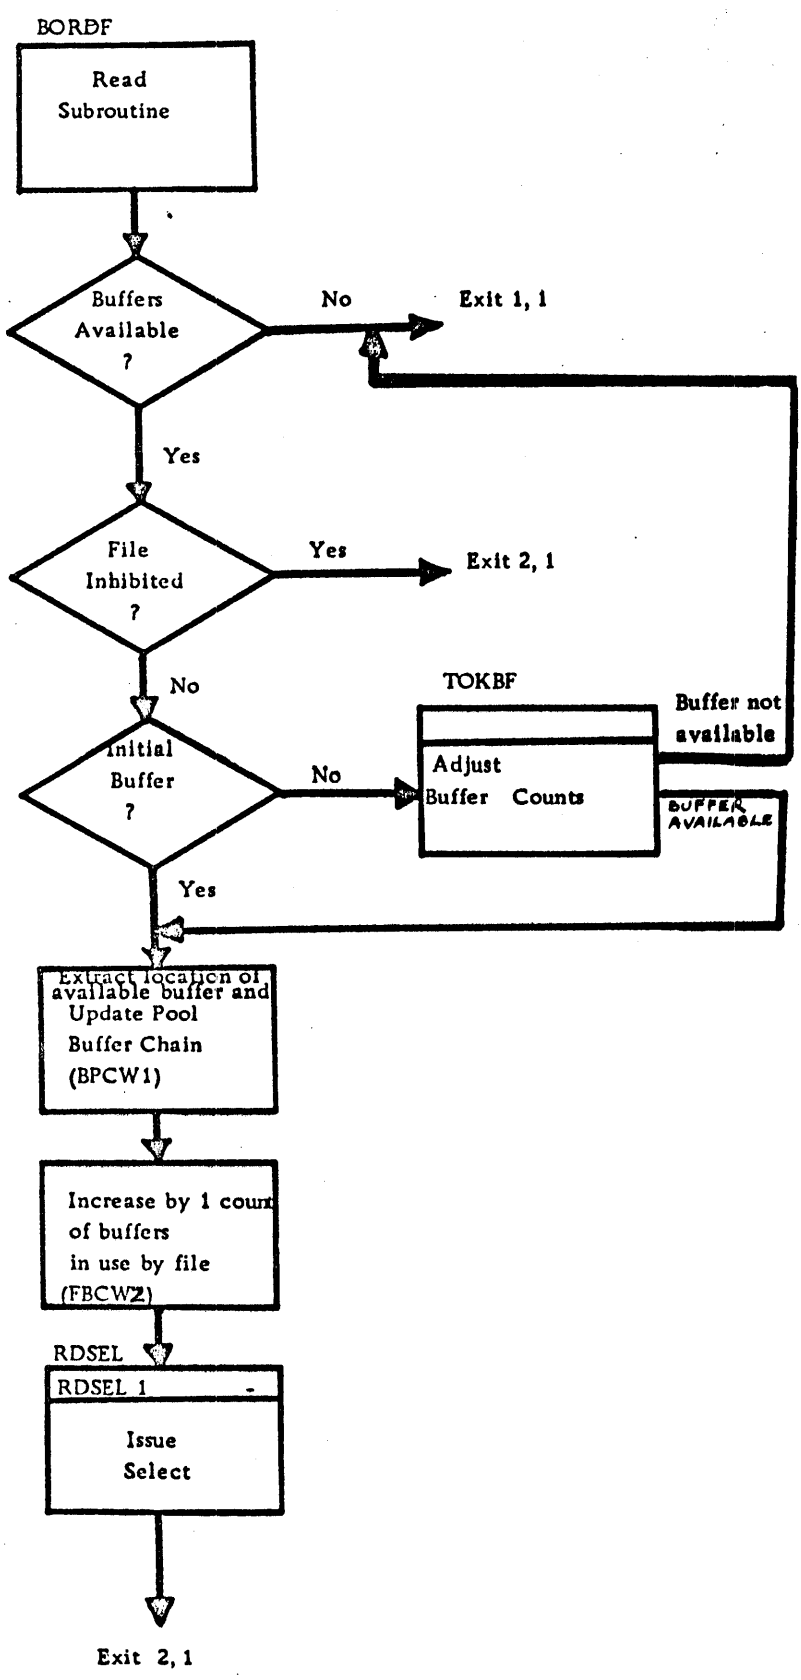 BORDF
Read
Subroutine
Buffers
Available
?
No
Exit 1, 1
Yes
File
Inhibited
?
Yes
Exit 2, 1
No
Initial
Buffer
?
No
TOKBF
Adjust
Buffer Counts
Buffer not
available
BUFFER
AVAILABLE
Yes
Extract location of
available buffer and
Update Pool
Buffer Chain
(BPCW1)
Increase by 1 count
of buffers
in use by file
(FBCW2)
RDSEL
RDSEL 1 -
Issue
Select
Exit 2, 1